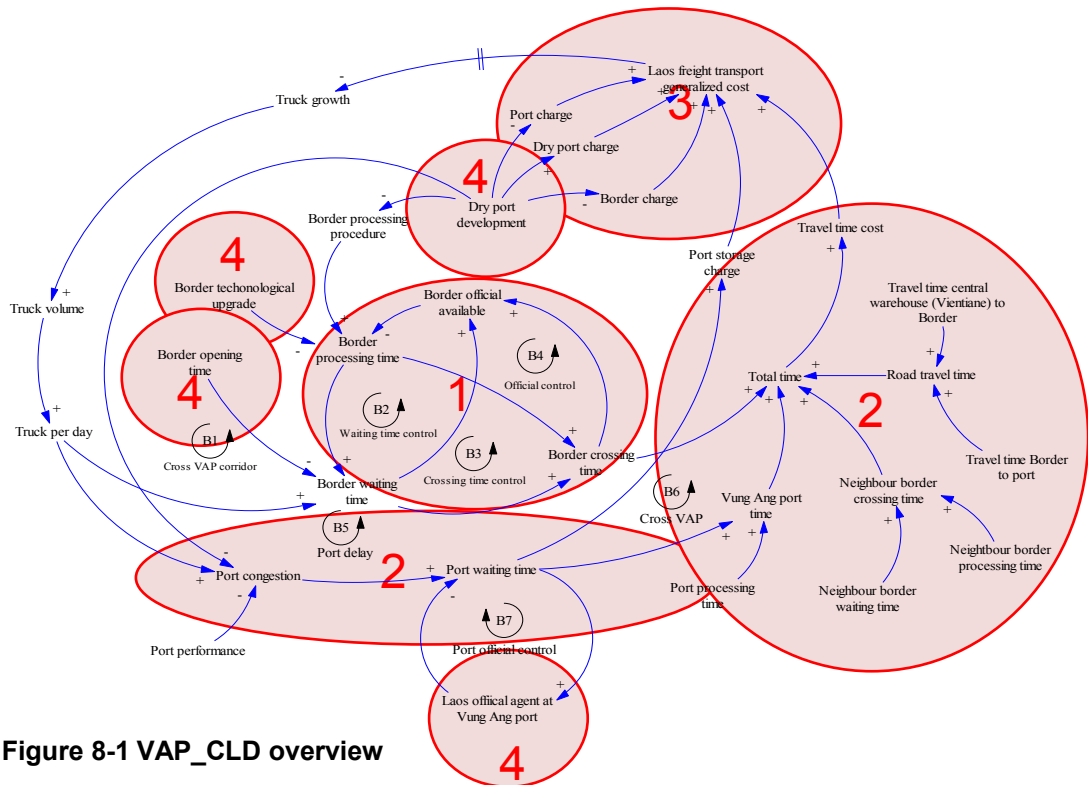 Laos freight transport
generalized cost
3
Truck growth
Port charge
Dry port charge
4
Dry port
development
Border charge
Border processing
procedure
Travel time cost
Port storage
charge
4
Border techonological
upgrade
Border official
available
Travel time central
warehouse (Vientiane) to
Border
Truck volume
Border opening
time
4
Border
processing time
B4
Official control
1
Total time
Road travel time
2
B2
Waiting time control
Truck per day
B1
Cross VAP corridor
B3
Crossing time control
Border crossing
time
Travel time Border
to port
Border waiting
time
B6
Cross VAP
Vung Ang port
time
Neighbour border
crossing time
B5
Port delay
2
Port congestion
Port waiting time
Port processing
time
Neighbour border
processing time
Neighbour border
waiting time
B7
Port official control
Port performance
Laos offiical agent at
Vung Ang port
4
Figure 8-1 VAP_CLD overview